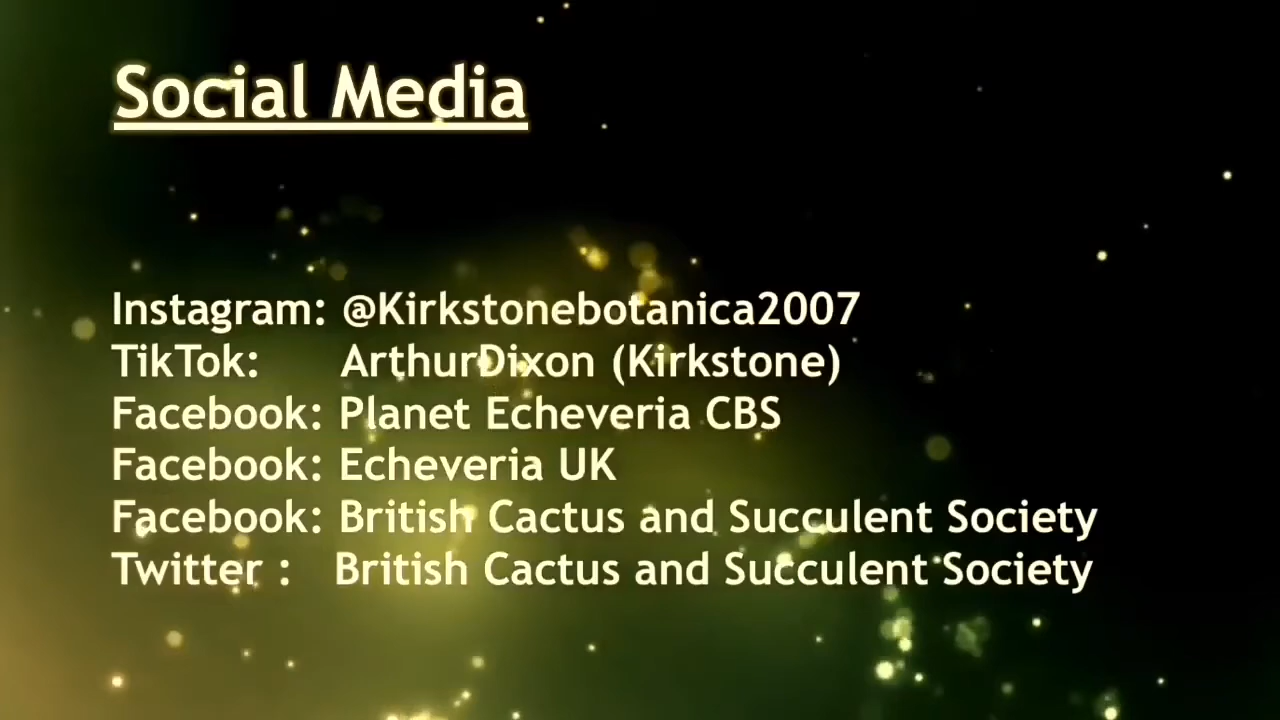 Social Media
Instagram: @Kirkstonebotanica2007
TikTok: ArthurDixon (Kirkstone)
Facebook: Planet Echeveria CBS
Facebook: Echeveria UK
Facebook: British Cactus and Succulent Society
Twitter : British Cactus and Succulent Society